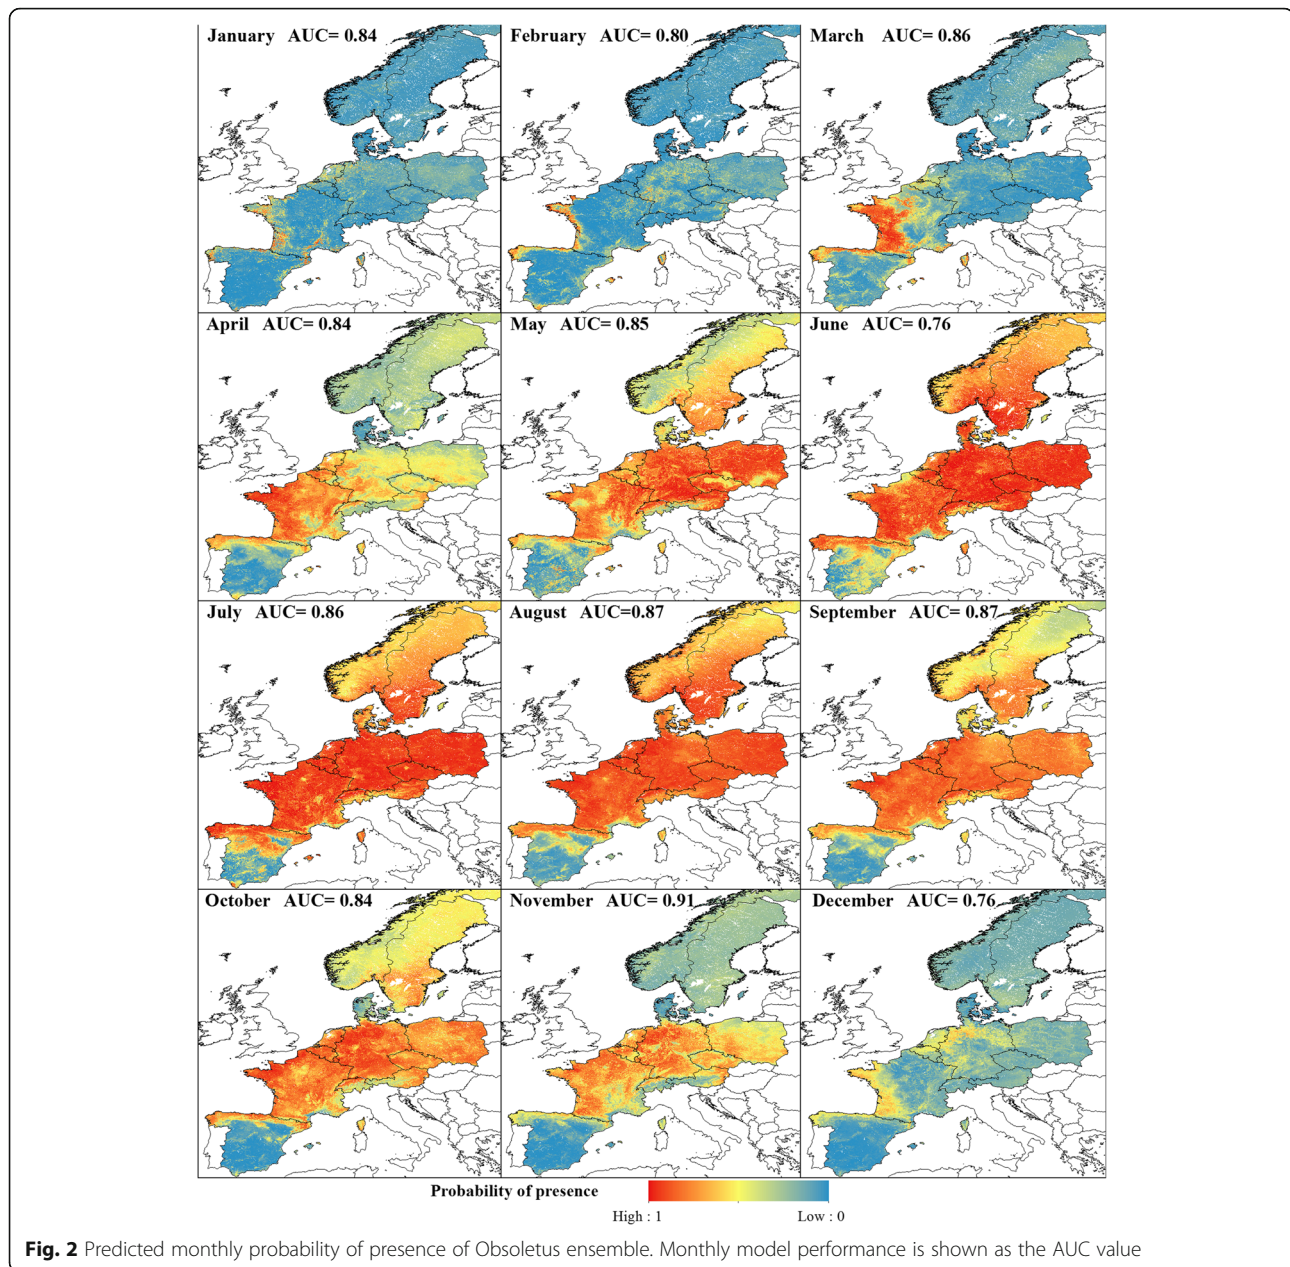 January AUC= 0.84
February AUC= 0.80
March AUC= 0.86
April AUC= 0.84
May AUC= 0.85
June AUC= 0.76
July AUC= 0.86
August AUC=0.87
September AUC= 0.87
October AUC= 0.84
November AUC= 0.91
December AUC= 0.76
Probability of presence
High : 1 Low : 0
Fig. 2 Predicted monthly probability of presence of Obsoletus ensemble. Monthly model performance is shown as the AUC value